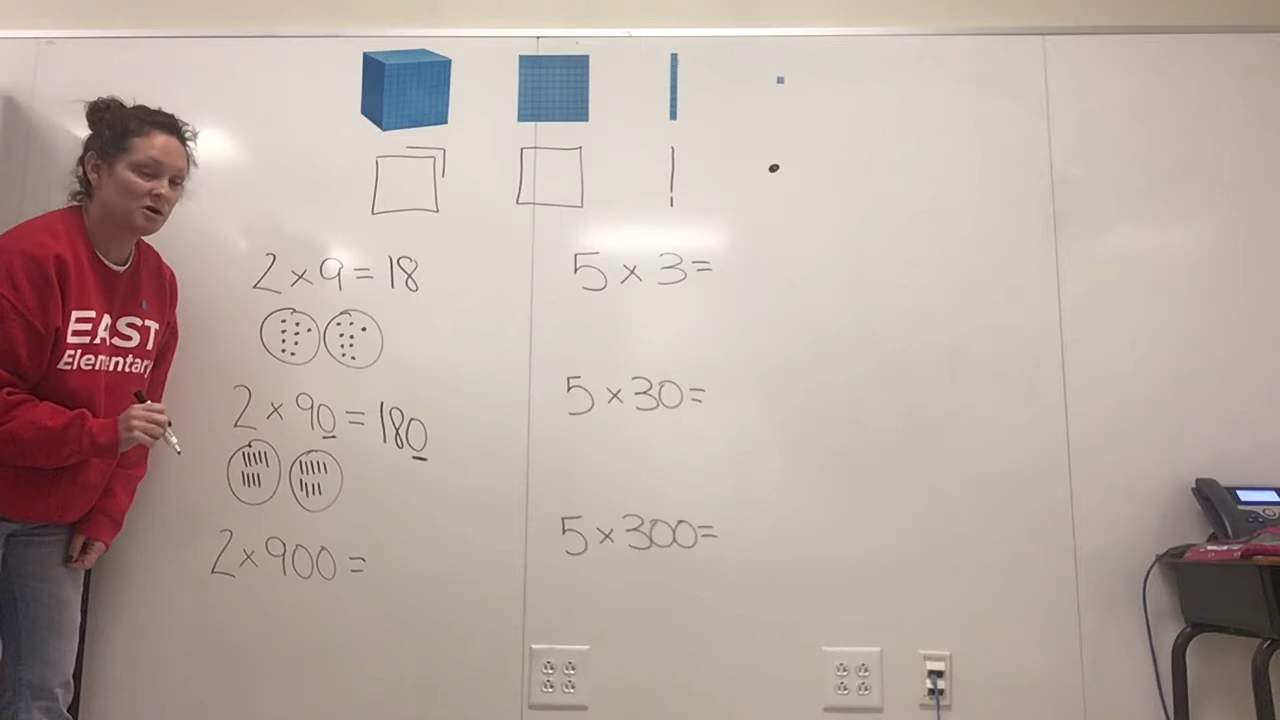 EAST
Elementary
2 × 9 = 18
2 × 90 = 180
2 × 900 =
5 × 3 =
5 × 30 =
5 × 300 =